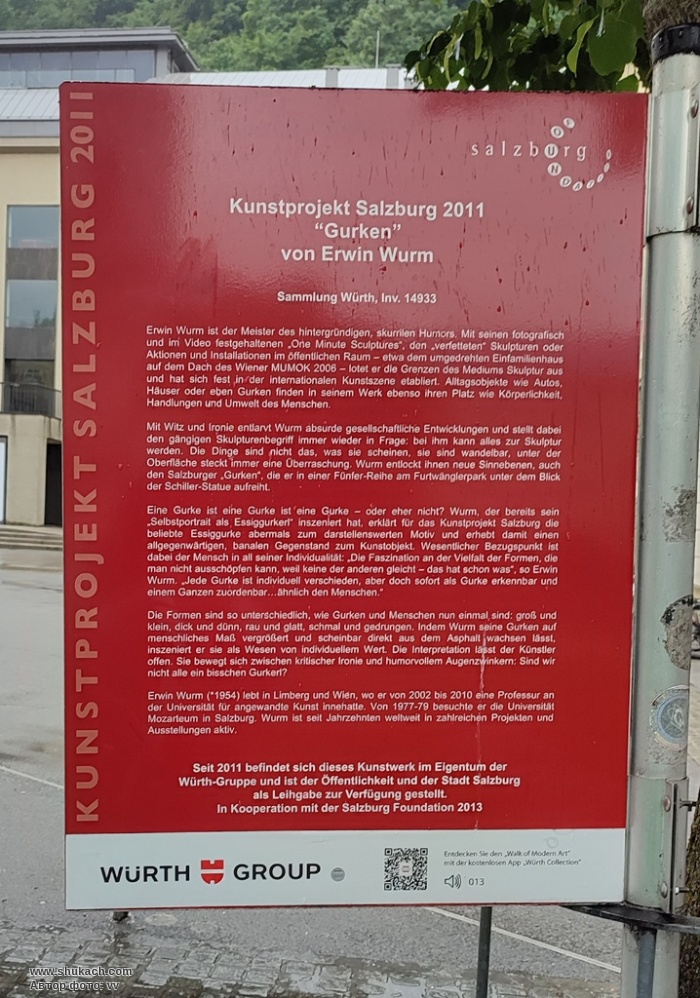 KUNSTPROJEKT SALZBURG 2011
salzburg
FOUNDATION
Kunstprojekt Salzburg 2011
“Gurken”
von Erwin Wurm
Sammlung Würth, Inv. 14933
Erwin Wurm ist der Meister des hintergründigen, skurrilen Humors. Mit seinen fotografisch
und im Video festgehaltenen „One Minute Sculptures“, den „verfetteten“ Skulpturen oder
Aktionen und Installationen im öffentlichen Raum – etwa dem umgedrehten Einfamilienhaus
auf dem Dach des Wiener MUMOK 2006 – lotet er die Grenzen des Mediums Skulptur aus
und hat sich fest in der internationalen Kunstszene etabliert. Alltagsobjekte wie Autos,
Häuser oder eben Gurken finden in seinem Werk ebenso ihren Platz wie Körperlichkeit,
Handlungen und Umwelt des Menschen.
Mit Witz und Ironie entlarvt Wurm absurde gesellschaftliche Entwicklungen und stellt dabei
den gängigen Skulpturenbegriff immer wieder in Frage: bei ihm kann alles zur Skulptur
werden. Die Dinge sind nicht das, was sie scheinen, sie sind wandelbar, unter der
Oberfläche steckt immer eine Überraschung. Wurm entlockt ihnen neue Sinnebenen, auch
den Salzburger „Gurken“, die er in einer Fünfer-Reihe am Furtwänglerpark unter dem Blick
der Schiller-Statue aufreiht.
Eine Gurke ist eine Gurke ist eine Gurke – oder eher nicht? Wurm, der bereits sein
„Selbstportrait als Essiggurkerl“ inszeniert hat, erklärt für das Kunstprojekt Salzburg die
beliebte Essiggurke abermals zum darstellenswerten Motiv und erhebt damit einen
allgegenwärtigen, banalen Gegenstand zum Kunstobjekt. Wesentlicher Bezugspunkt ist
dabei der Mensch in all seiner Individualität: „Die Faszination an der Vielfalt der Formen, die
man nicht ausschöpfen kann, weil keine der anderen gleicht – das hat schon was“, so Erwin
Wurm. „Jede Gurke ist individuell verschieden, aber doch sofort als Gurke erkennbar und
einem Ganzen zuordenbar...ähnlich den Menschen.“
Die Formen sind so unterschiedlich, wie Gurken und Menschen nun einmal sind: groß und
klein, dick und dünn, rau und glatt, schmal und gedrungen. Indem Wurm seine Gurken auf
menschliches Maß vergrößert und scheinbar direkt aus dem Asphalt wachsen lässt,
inszeniert er sie als Wesen von individuellem Wert. Die Interpretation lässt der Künstler
offen. Sie bewegt sich zwischen kritischer Ironie und humorvollem Augenzwinkern: Sind wir
nicht alle ein bisschen Gurkerl?
Erwin Wurm (*1954) lebt in Limberg und Wien, wo er von 2002 bis 2010 eine Professur an
der Universität für angewandte Kunst innehatte. Von 1977-79 besuchte er die Universität
Mozarteum in Salzburg. Wurm ist seit Jahrzehnten weltweit in zahlreichen Projekten und
Ausstellungen aktiv.
Seit 2011 befindet sich dieses Kunstwerk im Eigentum der
Würth-Gruppe und ist der Öffentlichkeit und der Stadt Salzburg
als Leihgabe zur Verfügung gestellt.
In Kooperation mit der Salzburg Foundation 2013
WÜRTH GROUP
Entdecken Sie den „Walk of Modern Art“
mit der kostenlosen App „Würth Collection“
013
www.shukach.com
Автор фото: vv